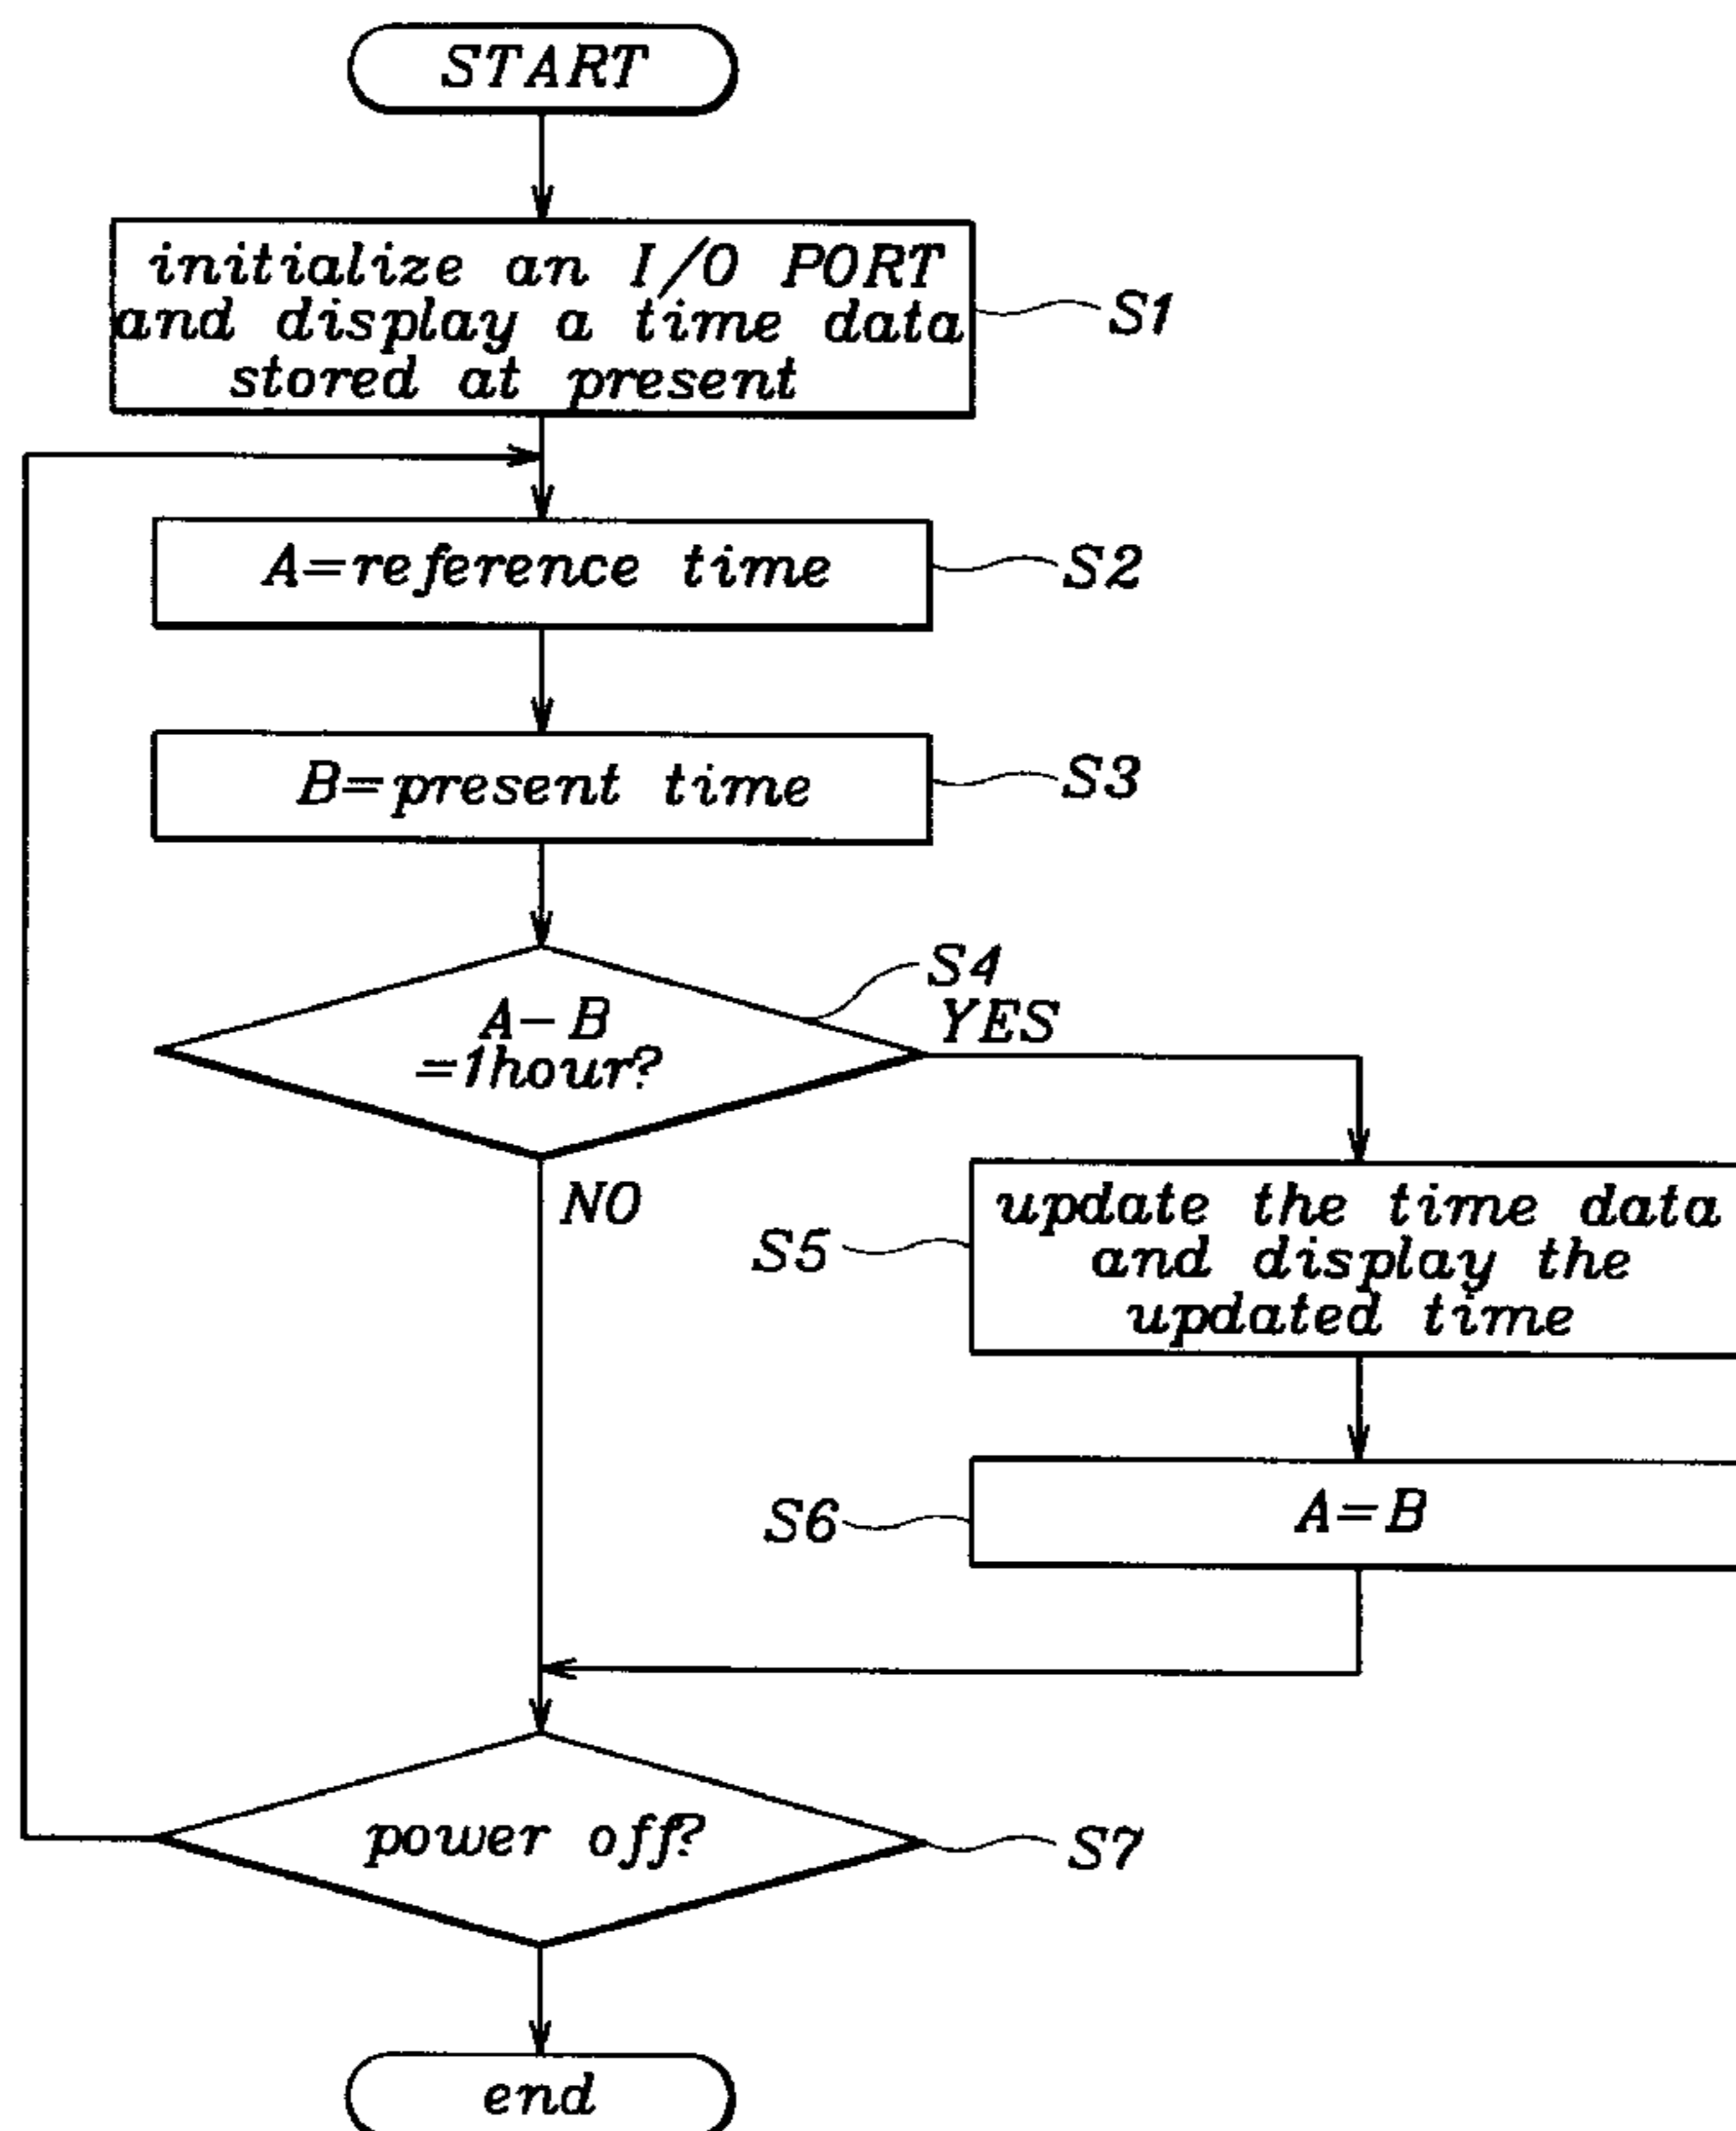 START
initialize an I/O PORT
and display a time data
stored at present
S1
A=reference time
S2
B=present time
S3
S4
A-B
=1hour?
YES
NO
update the time data
and display the
updated time
S5
A=B
S6
power off?
S7
end